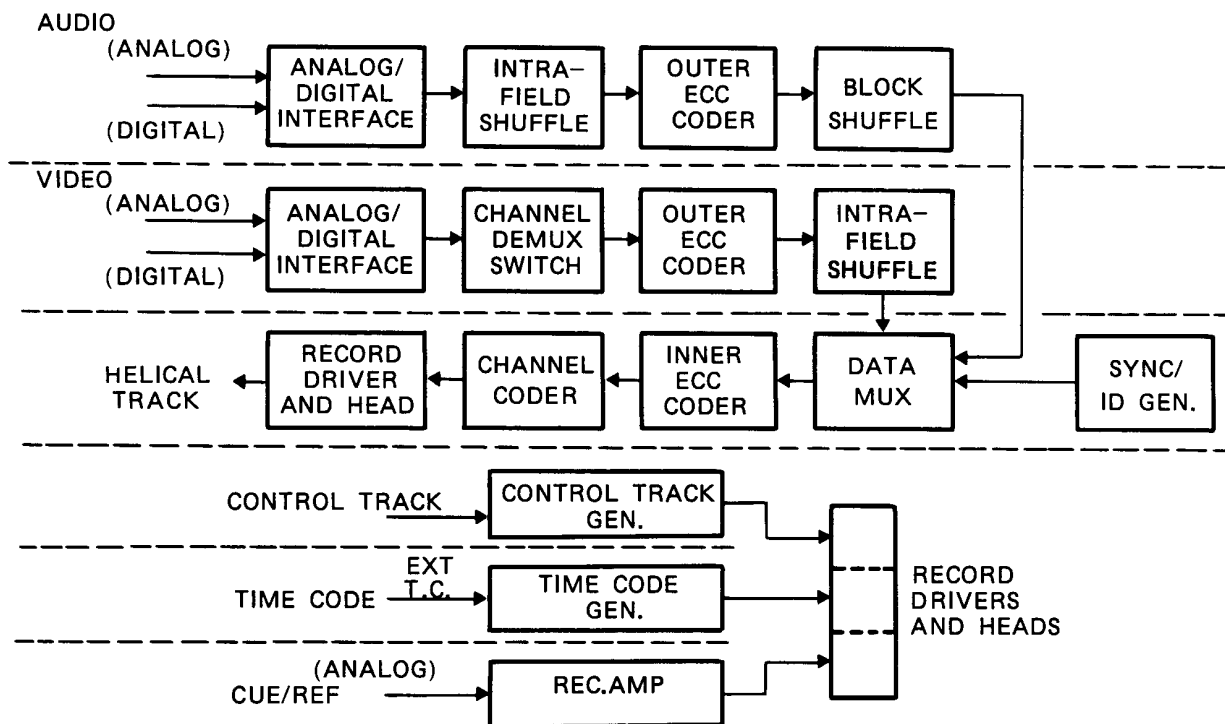 AUDIO
(ANALOG)
(DIGITAL)
ANALOG/
DIGITAL
INTERFACE
INTRA-
FIELD
SHUFFLE
OUTER
ECC
CODER
BLOCK
SHUFFLE
VIDEO
(ANALOG)
(DIGITAL)
ANALOG/
DIGITAL
INTERFACE
CHANNEL
DEMUX
SWITCH
OUTER
ECC
CODER
INTRA-
FIELD
SHUFFLE
HELICAL
TRACK
RECORD
DRIVER
AND HEAD
CHANNEL
CODER
INNER
ECC
CODER
DATA
MUX
SYNC/
ID GEN.
CONTROL TRACK
CONTROL TRACK
GEN.
TIME CODE
EXT
T.C.
TIME CODE
GEN.
(ANALOG)
CUE/REF
REC.AMP
RECORD
DRIVERS
AND HEADS